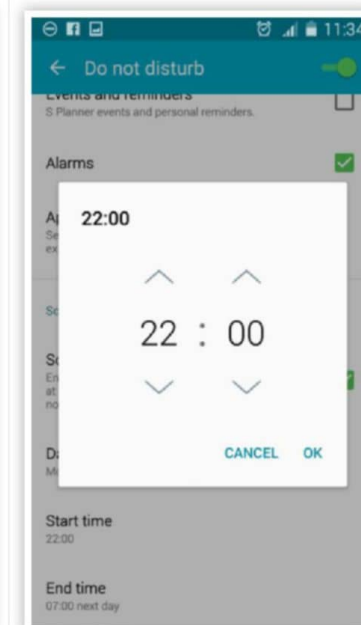 11:34
Do not disturb
Events and reminders
S Planner events and personal reminders.
Alarms
22:00
22 : 00
CANCEL OK
Start time
22:00
End time
07:00 next day